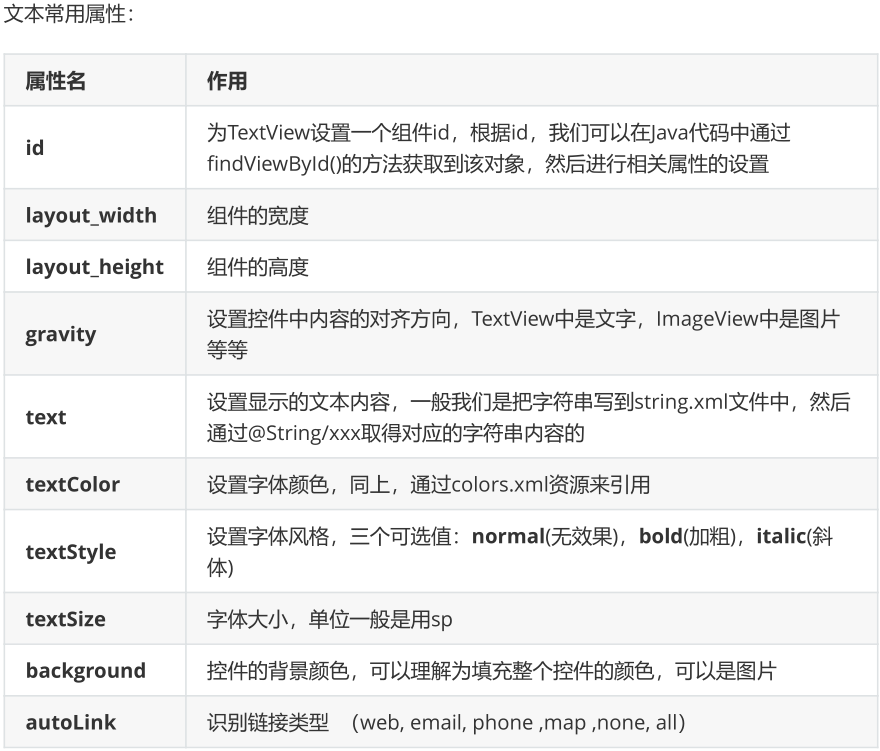 文本常用属性：
属性名 作用
id 为TextView设置一个组件id，根据id，我们可以在Java代码中通过
findViewById()的方法获取到该对象，然后进行相关属性的设置
layout_width 组件的宽度
layout_height 组件的高度
gravity 设置控件中内容的对齐方向，TextView中是文字，ImageView中是图片
等等
text 设置显示的文本内容，一般我们是把字符串写到string.xml文件中，然后
通过@String/xxx取得对应的字符串内容的
textColor 设置字体颜色，同上，通过colors.xml资源来引用
textStyle 设置字体风格，三个可选值：normal(无效果)，bold(加粗)，italic(斜
体)
textSize 字体大小，单位一般是用sp
background 控件的背景颜色，可以理解为填充整个控件的颜色，可以是图片
autoLink 识别链接类型 （web, email, phone ,map ,none, all）